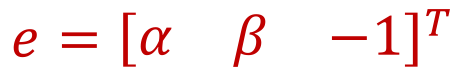 e = [α β −1]ᵀ